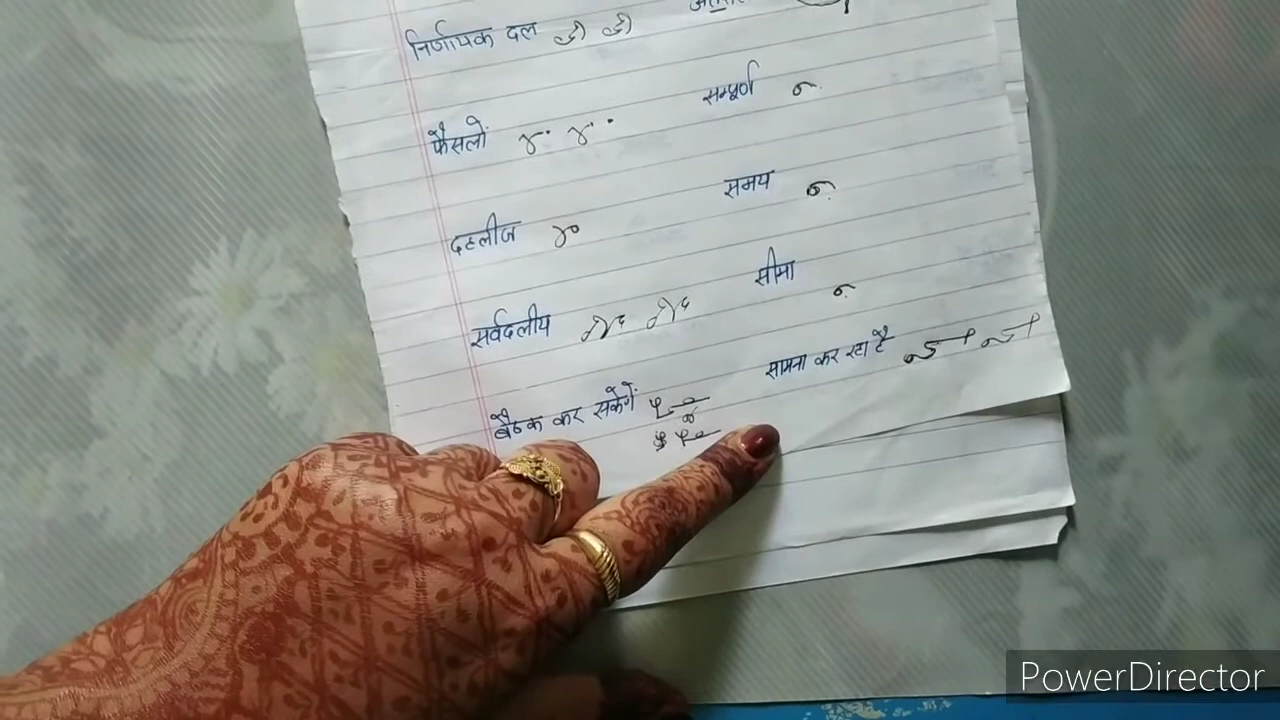 निर्णायक दल
सम्पूर्ण
फैसलों
समय
दहलीज
सीमा
सर्वदलीय
सामना कर रहा है
बैठक कर सकेगें
PowerDirector